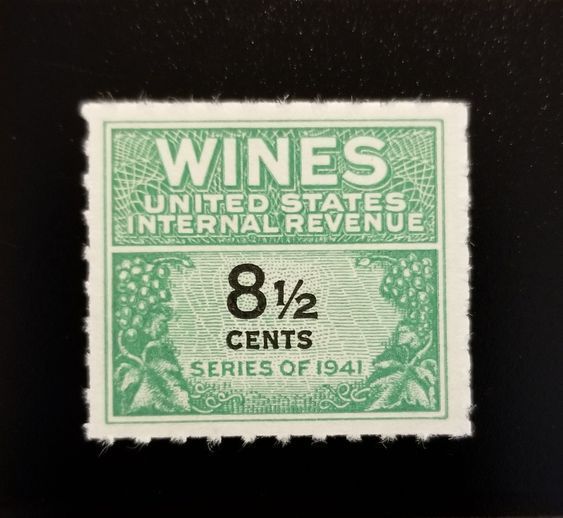 WINES
UNITED STATES
INTERNAL REVENUE
8½
CENTS
SERIES OF 1941